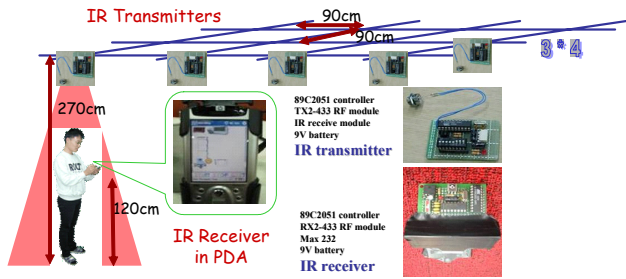 IR Transmitters
90cm
90cm
3*4
270cm
120cm
89C2051 controller
TX2-433 RF module
IR receive module
9V battery
IR transmitter
IR Receiver
in PDA
89C2051 controller
RX2-433 RF module
Max 232
9V battery
IR receiver